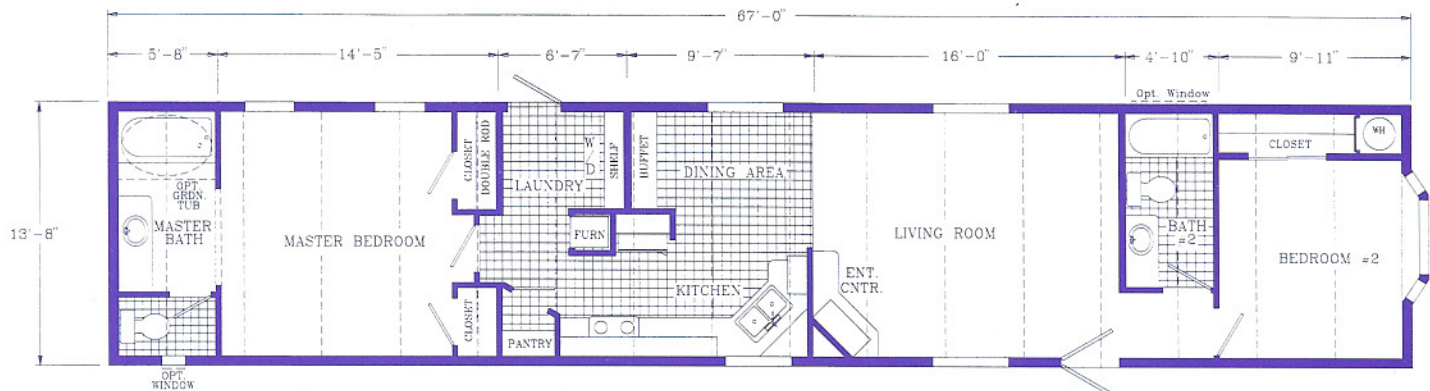 67'-0"
5'-8"
14'-5"
6'-7"
9'-7"
16'-0"
4'-10"
9'-11"
Opt. Window
13'-8"
OPT.
GRDN.
TUB
MASTER
BATH
MASTER BEDROOM
CLOSET
DOUBLE ROD
CLOSET
LAUNDRY
W/D
SHELF
BUFFET
DINING AREA
FURN
KITCHEN
PANTRY
LIVING ROOM
ENT.
CNTR.
BATH
#2
CLOSET
WH
BEDROOM #2
OPT.
WINDOW